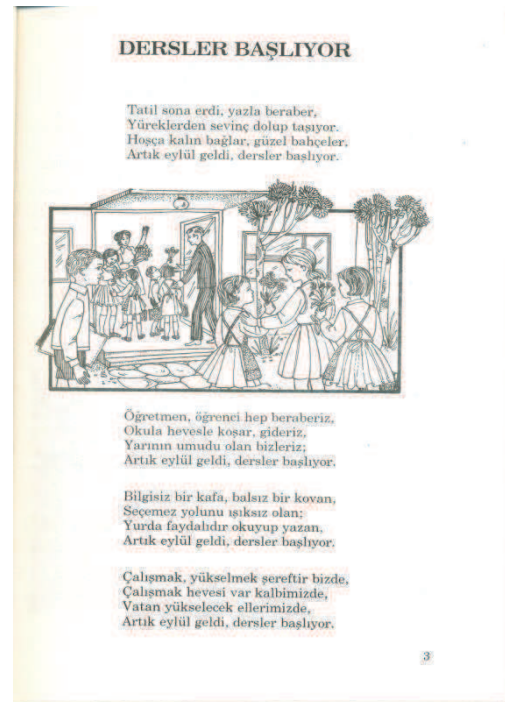 DERSLER BAŞLIYOR
Tatil sona erdi, yazla beraber,
Yüreklerden sevinç dolup taşıyor.
Hoşça kalın bağlar, güzel bahçeler,
Artık eylül geldi, dersler başlıyor.
Öğretmen, öğrenci hep beraberiz,
Okula hevesle koşar, gideriz,
Yarının umudu olan bizleriz;
Artık eylül geldi, dersler başlıyor.
Bilgisiz bir kafa, balsız bir kovan,
Seçemez yolunu ışıksız olan;
Yurda faydalıdır okuyup yazan,
Artık eylül geldi, dersler başlıyor.
Çalışmak, yükselmek şereftir bizde,
Çalışmak hevesi var kalbimizde,
Vatan yükselecek ellerimizde,
Artık eylül geldi, dersler başlıyor.
3